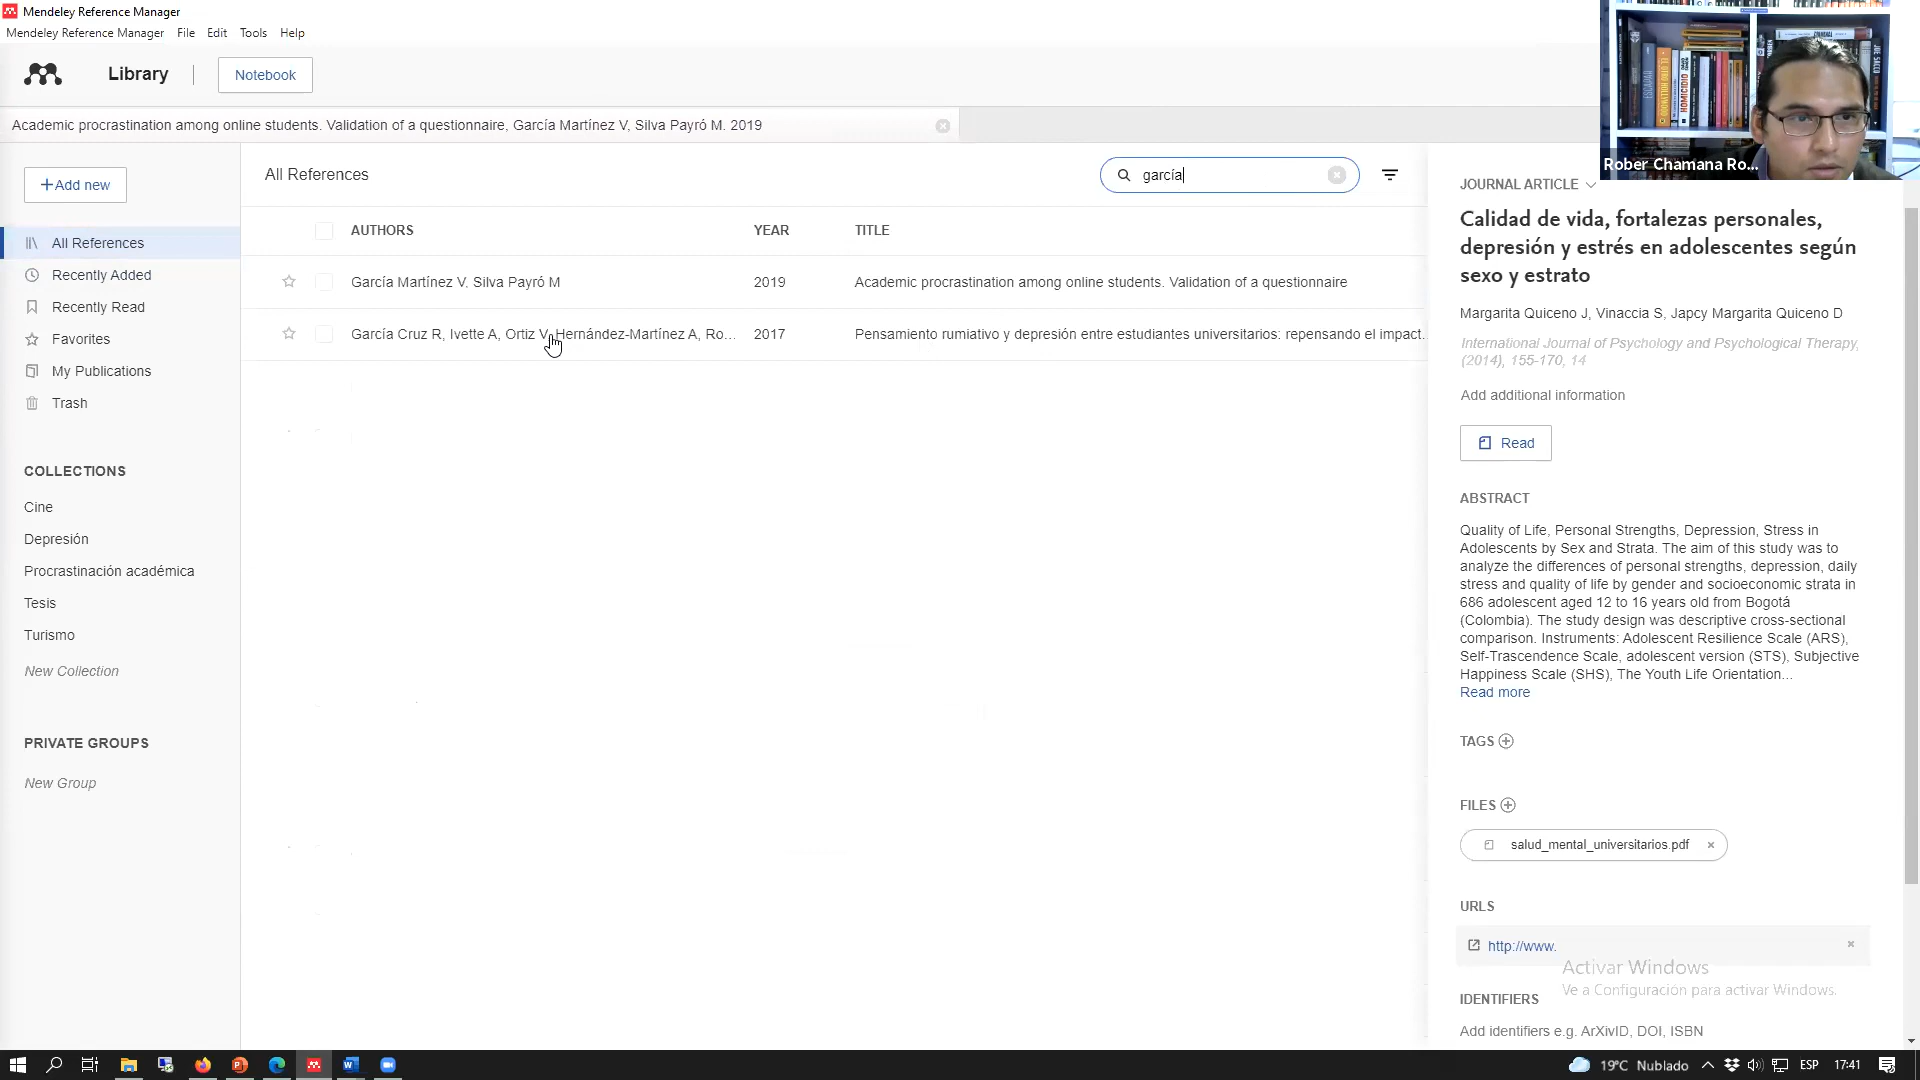 Mendeley Reference Manager
Mendeley Reference Manager File Edit Tools Help
Library
Notebook
Academic procrastination among online students. Validation of a questionnaire, García Martínez V, Silva Payró M. 2019
+Add new
All References
Recently Added
Recently Read
Favorites
My Publications
Trash
COLLECTIONS
Cine
Depresión
Procrastinación académica
Tesis
Turismo
New Collection
PRIVATE GROUPS
New Group
All References
garcía
AUTHORS YEAR TITLE
García Martínez V, Silva Payró M 2019 Academic procrastination among online students. Validation of a questionnaire
García Cruz R, Ivette A, Ortiz V, Hernández-Martínez A, Ro... 2017 Pensamiento rumiativo y depresión entre estudiantes universitarios: repensando el impact...
Rober Chamana Ro...
ESCAPAR
HOMICIDIO
JOURNAL ARTICLE
Calidad de vida, fortalezas personales,
depresión y estrés en adolescentes según
sexo y estrato
Margarita Quiceno J, Vinaccia S, Japcy Margarita Quiceno D
International Journal of Psychology and Psychological Therapy,
(2014), 155-170, 14
Add additional information
Read
ABSTRACT
Quality of Life, Personal Strengths, Depression, Stress in
Adolescents by Sex and Strata. The aim of this study was to
analyze the differences of personal strengths, depression, daily
stress and quality of life by gender and socioeconomic strata in
686 adolescent aged 12 to 16 years old from Bogotá
(Colombia). The study design was descriptive cross-sectional
comparison. Instruments: Adolescent Resilience Scale (ARS),
Self-Trascendence Scale, adolescent version (STS), Subjective
Happiness Scale (SHS), The Youth Life Orientation...
Read more
TAGS
FILES
salud_mental_universitarios.pdf
URLS
http://www.
Activar Windows
Ve a Configuración para activar Windows.
IDENTIFIERS
Add identifiers e.g. ArXivID, DOI, ISBN
19°C Nublado ESP 17:41